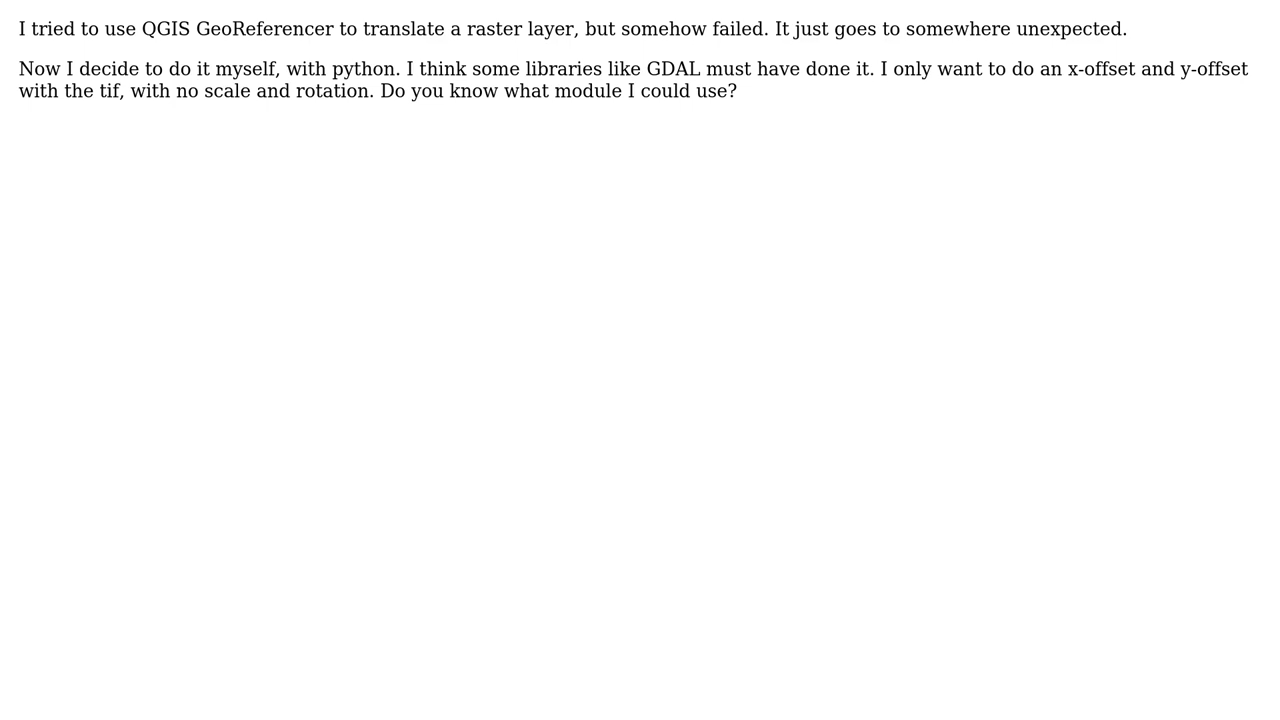 I tried to use QGIS GeoReferencer to translate a raster layer, but somehow failed. It just goes to somewhere unexpected.
Now I decide to do it myself, with python. I think some libraries like GDAL must have done it. I only want to do an x-offset and y-offset
with the tif, with no scale and rotation. Do you know what module I could use?